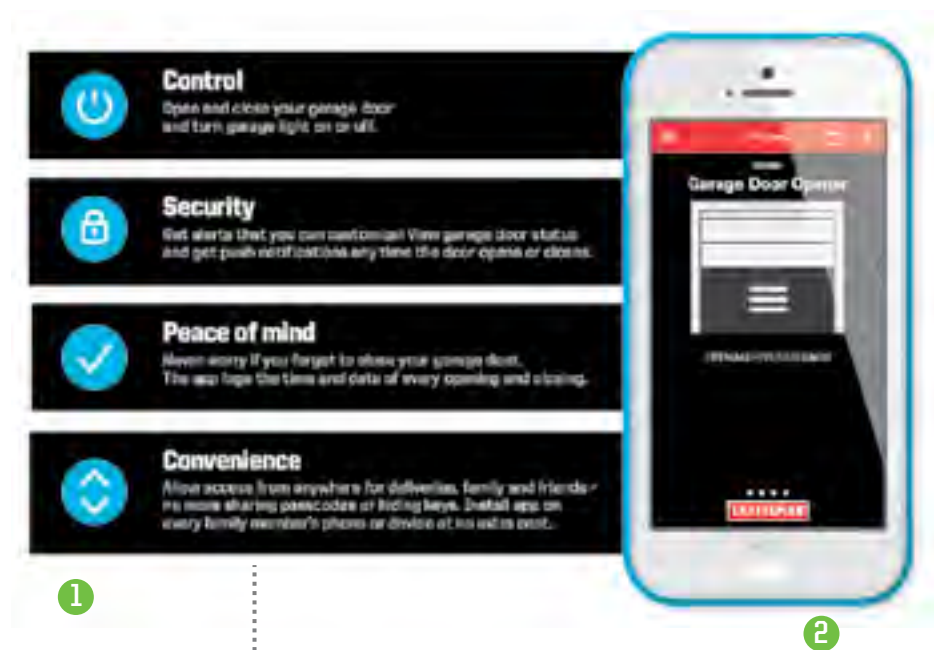 Control
Open and close your garage door
and turn garage light on or off.
Security
Get alerts that you can customize! View garage door status
and get push notifications any time the door opens or closes.
Peace of mind
Never worry if you forgot to close your garage door.
The app logs the time and date of every opening and closing.
Convenience
Allow access from anywhere for deliveries, family and friends -
no more sharing passcodes or hiding keys. Install app on
every family member's phone or device at no extra cost.
Garage Door Opener
CRAFTSMAN
1
2